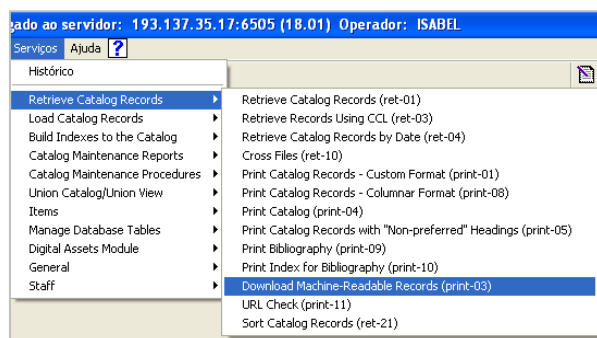 gado ao servidor: 193.137.35.17:6505 (18.01) Operador: ISABEL
Serviços Ajuda ?
Histórico
Retrieve Catalog Records
Load Catalog Records
Build Indexes to the Catalog
Catalog Maintenance Reports
Catalog Maintenance Procedures
Union Catalog/Union View
Items
Manage Database Tables
Digital Assets Module
General
Staff
Retrieve Catalog Records (ret-01)
Retrieve Records Using CCL (ret-03)
Retrieve Catalog Records by Date (ret-04)
Cross Files (ret-10)
Print Catalog Records - Custom Format (print-01)
Print Catalog Records - Columnar Format (print-08)
Print Catalog (print-04)
Print Catalog Records with "Non-preferred" Headings (print-05)
Print Bibliography (print-09)
Print Index for Bibliography (print-10)
Download Machine-Readable Records (print-03)
URL Check (print-11)
Sort Catalog Records (ret-21)